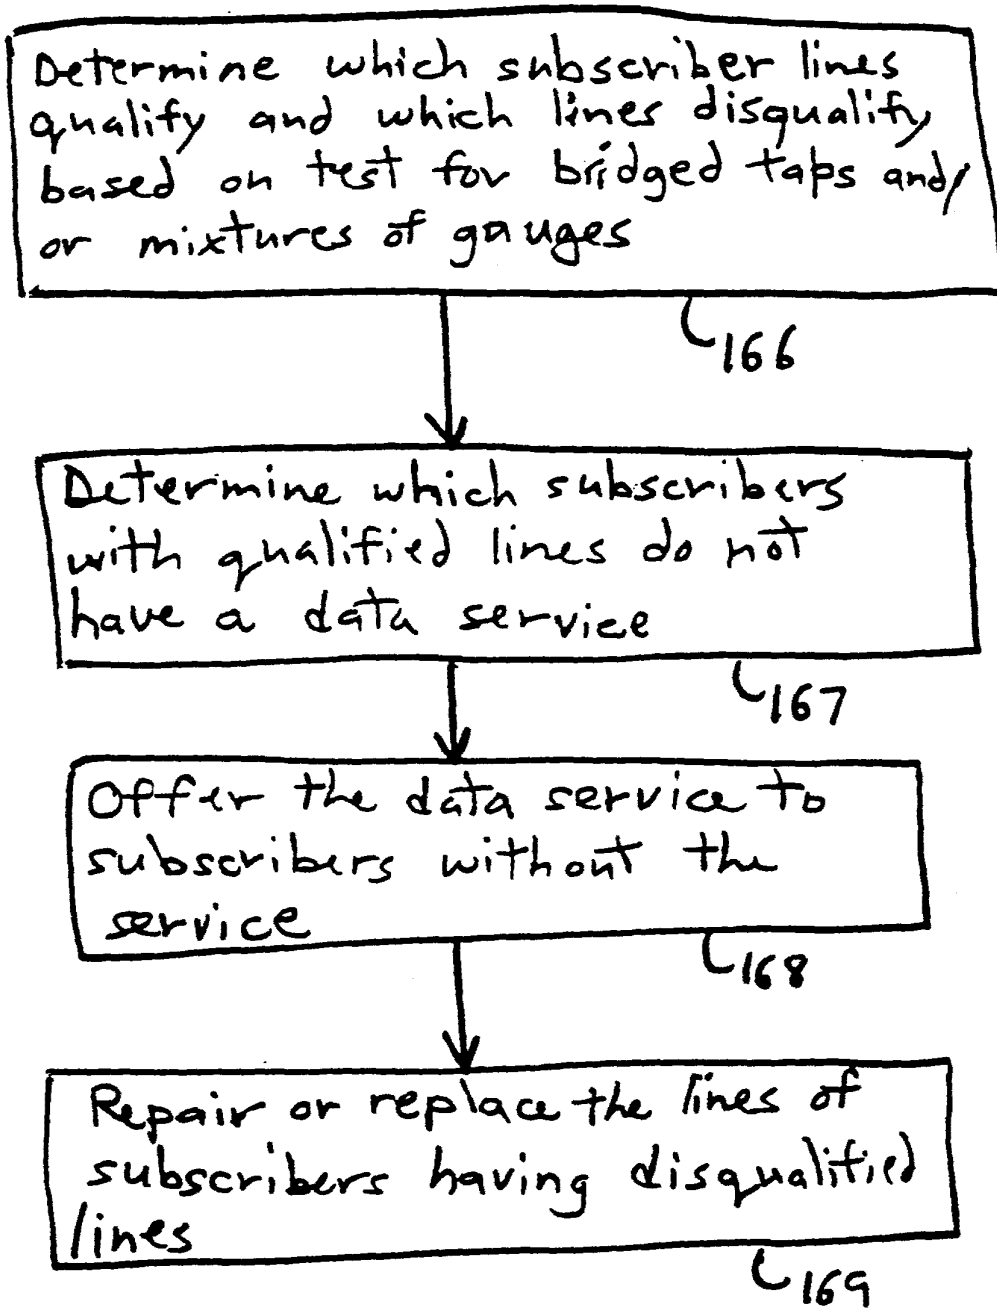 Determine which subscriber lines
qualify and which lines disqualify
based on test for bridged taps and/
or mixtures of gauges
166
Determine which subscribers
with qualified lines do not
have a data service
167
Offer the data service to
subscribers without the
service
168
Repair or replace the lines of
subscribers having disqualified
lines
169